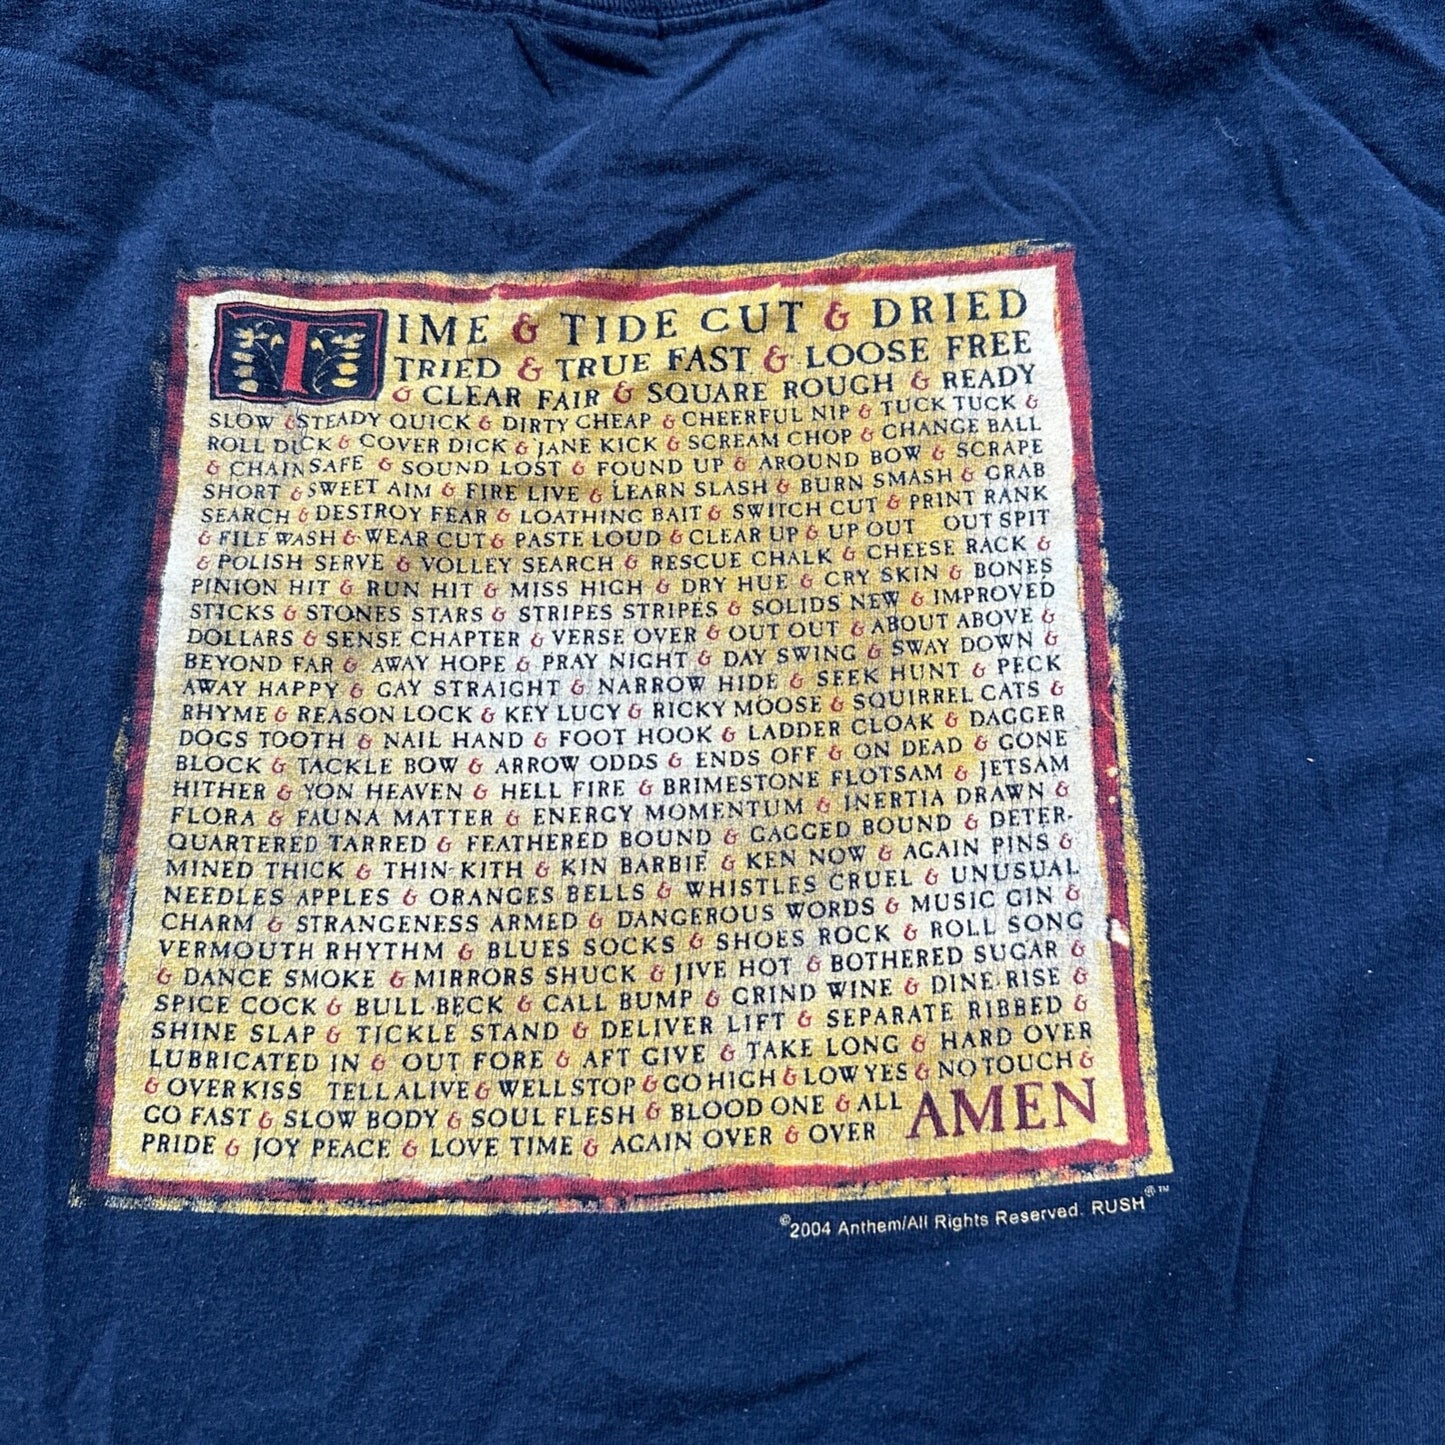 TIME & TIDE CUT & DRIED
TRIED & TRUE FAST & LOOSE FREE
& CLEAR FAIR & SQUARE ROUGH & READY
SLOW & STEADY QUICK & DIRTY CHEAP & CHEERFUL NIP & TUCK TUCK &
ROLL DUCK & COVER DICK & JANE KICK & SCREAM CHOP & CHANGE BALL
& CHAIN SAFE & SOUND LOST & FOUND UP & AROUND BOW & SCRAPE
SHORT & SWEET AIM & FIRE LIVE & LEARN SLASH & BURN SMASH & GRAB
SEARCH & DESTROY FEAR & LOATHING BAIT & SWITCH CUT & PRINT RANK
& FILE WASH & WEAR CUT & PASTE LOUD & CLEAR UP & UP OUT OUT SPIT
& POLISH SERVE & VOLLEY SEARCH & RESCUE CHALK & CHEESE RACK &
PINION HIT & RUN HIT & MISS HIGH & DRY HUE & CRY SKIN & BONES
STICKS & STONES STARS & STRIPES STRIPES & SOLIDS NEW & IMPROVED
DOLLARS & SENSE CHAPTER & VERSE OVER & OUT OUT & ABOUT ABOVE &
BEYOND FAR & AWAY HOPE & PRAY NIGHT & DAY SWING & SWAY DOWN &
AWAY HAPPY & GAY STRAIGHT & NARROW HIDE & SEEK HUNT & PECK
RHYME & REASON LOCK & KEY LUCY & RICKY MOOSE & SQUIRREL CATS &
DOGS TOOTH & NAIL HAND & FOOT HOOK & LADDER CLOAK & DAGGER
BLOCK & TACKLE BOW & ARROW ODDS & ENDS OFF & ON DEAD & GONE
HITHER & YON HEAVEN & HELL FIRE & BRIMESTONE FLOTSAM & JETSAM
FLORA & FAUNA MATTER & ENERGY MOMENTUM & INERTIA DRAWN &
QUARTERED TARRED & FEATHERED BOUND & GAGGED BOUND & DETER-
MINED THICK & THIN KITH & KIN BARBIE & KEN NOW & AGAIN PINS &
NEEDLES APPLES & ORANGES BELLS & WHISTLES CRUEL & UNUSUAL
CHARM & STRANGENESS ARMED & DANGEROUS WORDS & MUSIC GIN &
VERMOUTH RHYTHM & BLUES SOCKS & SHOES ROCK & ROLL SONG
& DANCE SMOKE & MIRRORS SHUCK & JIVE HOT & BOTHERED SUGAR &
SPICE COCK & BULL BECK & CALL BUMP & GRIND WINE & DINE RISE &
SHINE SLAP & TICKLE STAND & DELIVER LIFT & SEPARATE RIBBED &
LUBRICATED IN & OUT FORE & AFT GIVE & TAKE LONG & HARD OVER
& OVER KISS TELL ALIVE & WELL STOP & GO HIGH & LOW YES & NO TOUCH &
GO FAST & SLOW BODY & SOUL FLESH & BLOOD ONE & ALL AMEN
PRIDE & JOY PEACE & LOVE TIME & AGAIN OVER & OVER
©2004 Anthem/All Rights Reserved. RUSH®™